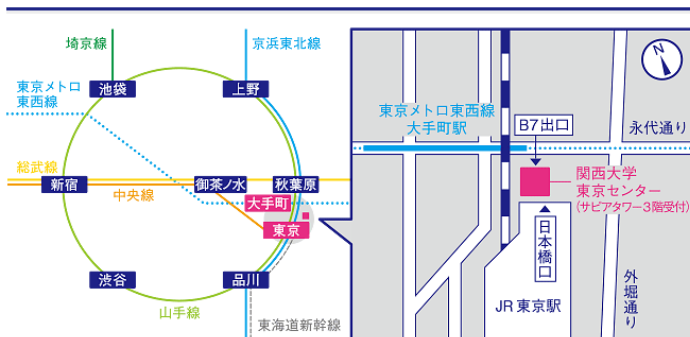 埼京線
京浜東北線
東京メトロ
東西線
池袋
上野
総武線
新宿
御茶ノ水
秋葉原
中央線
大手町
東京
渋谷
品川
山手線
東海道新幹線
N
東京メトロ東西線
大手町駅
B7出口
永代通り
関西大学
東京センター
(サピアタワー3階受付)
日本橋口
JR 東京駅
外堀通り